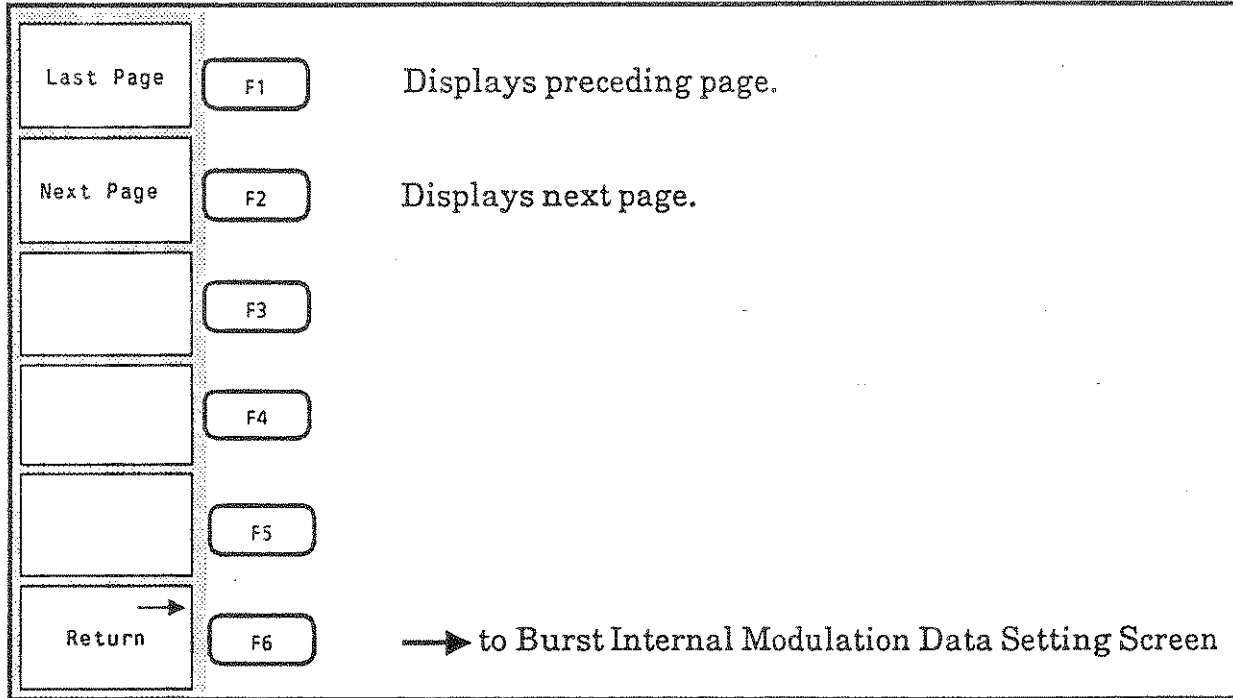 Last Page F1 Displays preceding page.
Next Page F2 Displays next page.
F3
F4
F5
Return F6 → to Burst Internal Modulation Data Setting Screen